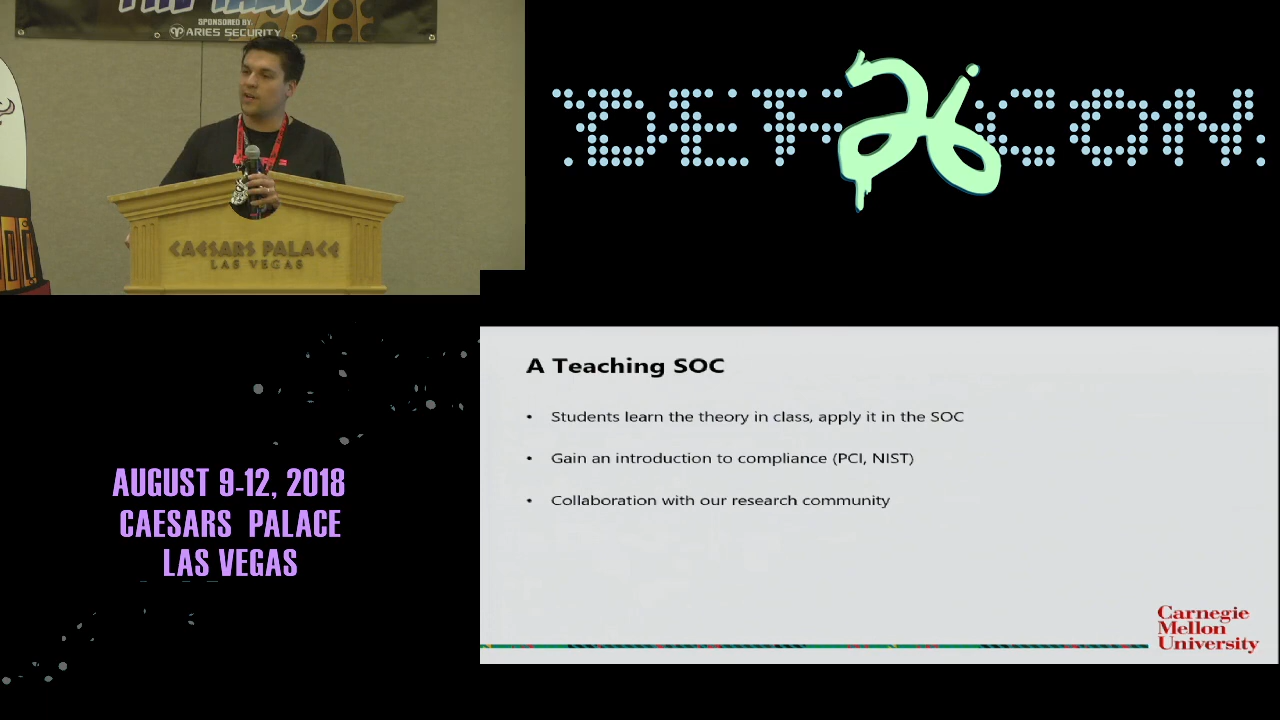 SPONSORED BY:
ARIES SECURITY
CAESARS PALACE
LAS VEGAS
DEF CON
26
AUGUST 9-12, 2018
CAESARS PALACE
LAS VEGAS
A Teaching SOC
• Students learn the theory in class, apply it in the SOC
• Gain an introduction to compliance (PCI, NIST)
• Collaboration with our research community
Carnegie
Mellon
University